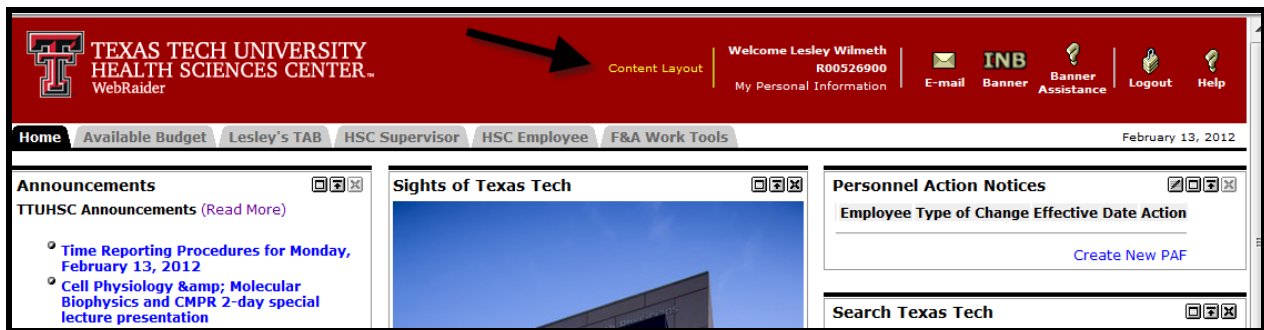 TEXAS TECH UNIVERSITY
HEALTH SCIENCES CENTER™
WebRaider
Content Layout
Welcome Lesley Wilmeth
R00526900
My Personal Information
E-mail
INB
Banner
Banner
Assistance
Logout
Help
Home
Available Budget
Lesley's TAB
HSC Supervisor
HSC Employee
F&A Work Tools
February 13, 2012
Announcements
TTUHSC Announcements (Read More)
Time Reporting Procedures for Monday,
February 13, 2012
Cell Physiology &amp; Molecular
Biophysics and CMPR 2-day special
lecture presentation
Sights of Texas Tech
Personnel Action Notices
Employee Type of Change Effective Date Action
Create New PAF
Search Texas Tech